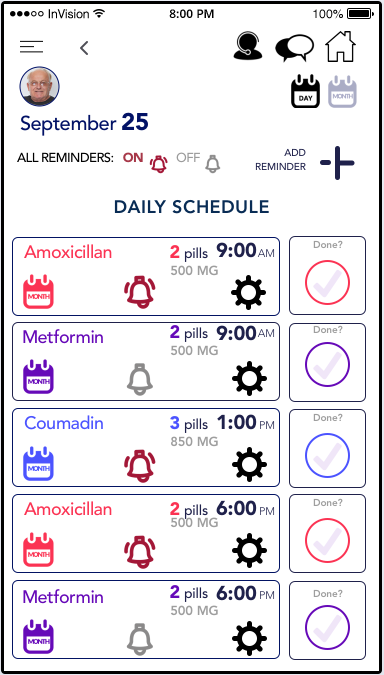 InVision 8:00 PM 100%
DAY MONTH
September 25
ALL REMINDERS: ON OFF ADD REMINDER
DAILY SCHEDULE
Amoxicillan 2 pills 9:00 AM Done?
500 MG
MONTH
Metformin 2 pills 9:00 AM Done?
500 MG
MONTH
Coumadin 3 pills 1:00 PM Done?
850 MG
MONTH
Amoxicillan 2 pills 6:00 PM Done?
500 MG
MONTH
Metformin 2 pills 6:00 PM Done?
500 MG
MONTH